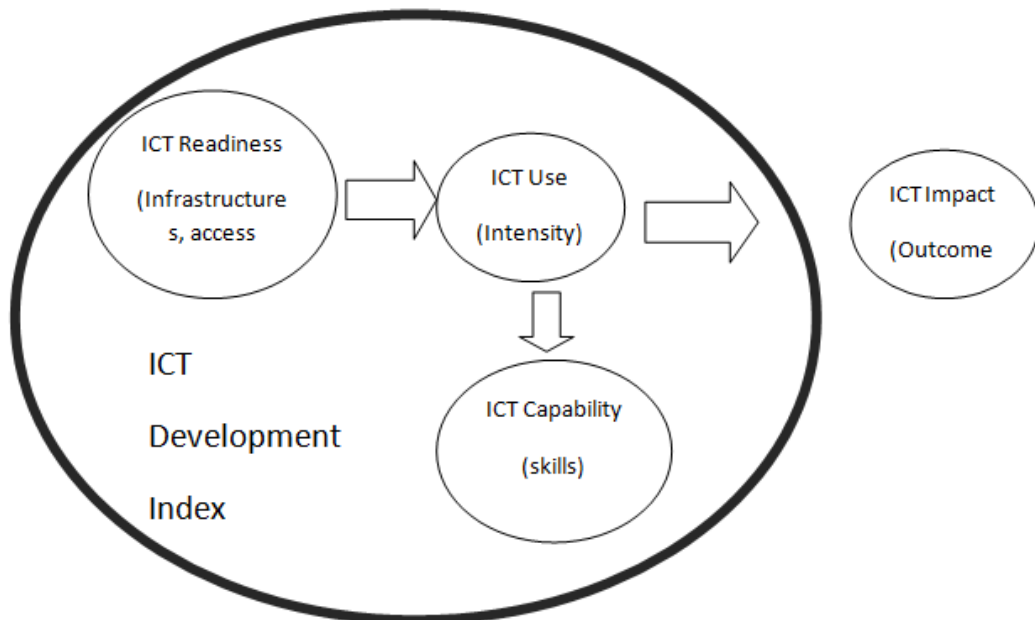 ICT Readiness
(Infrastructure
s, access
ICT Use
(Intensity)
ICT Impact
(Outcome
ICT
Development
Index
ICT Capability
(skills)